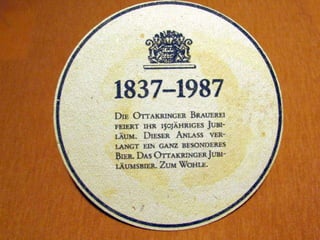 1837–1987
DIE OTTAKRINGER BRAUEREI
FEIERT IHR 150JÄHRIGES JUBI-
LÄUM. DIESER ANLASS VER-
LANGT EIN GANZ BESONDERES
BIER. DAS OTTAKRINGER JUBI-
LÄUMSBIER. ZUM WOHLE.